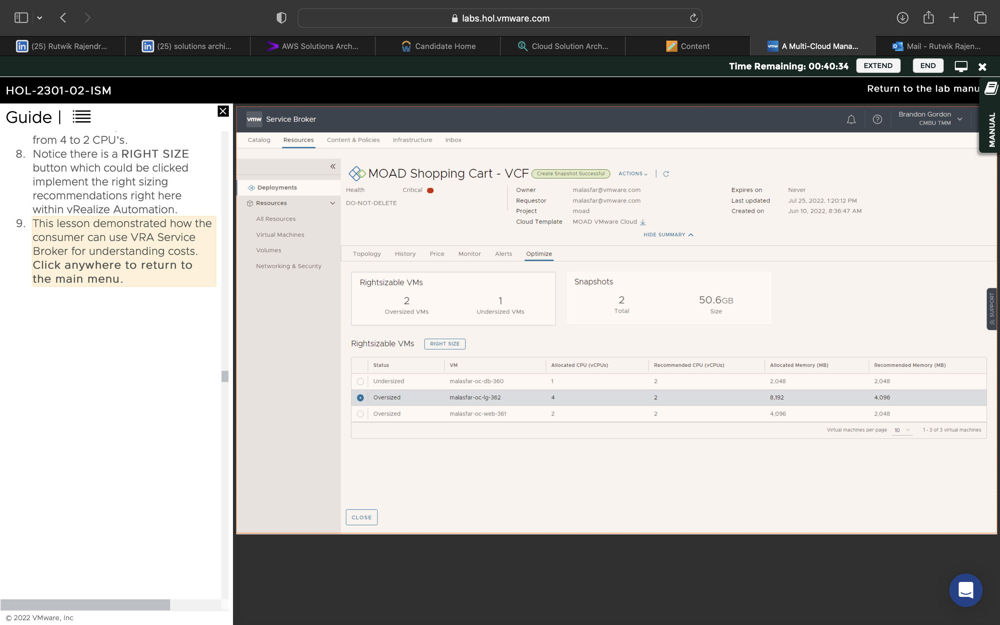 labs.hol.vmware.com
(25) Rutwik Rajendr...
(25) solutions archi...
AWS Solutions Arch...
Candidate Home
Cloud Solution Arch...
Content
vmw A Multi-Cloud Mana...
Mail - Rutwik Rajen...
Time Remaining: 00:40:34
EXTEND
END
HOL-2301-02-ISM
Return to the lab manu
MANUAL
Guide |
from 4 to 2 CPU's.
8. Notice there is a RIGHT SIZE
button which could be clicked
implement the right sizing
recommendations right here
within vRealize Automation.
9. This lesson demonstrated how the
consumer can use VRA Service
Broker for understanding costs.
Click anywhere to return to
the main menu.
© 2022 VMware, Inc
vmw Service Broker
Brandon Gordon
CMBU TMM
Catalog Resources Content & Policies Infrastructure Inbox
Deployments
Resources
All Resources
Virtual Machines
Volumes
Networking & Security
MOAD Shopping Cart - VCF Create Snapshot Successful ACTIONS
Health Critical
DO-NOT-DELETE
Owner malasfar@vmware.com
Requestor malasfar@vmware.com
Project moad
Cloud Template MOAD VMware Cloud
Expires on Never
Last updated Jul 25, 2022, 1:20:12 PM
Created on Jun 10, 2022, 8:36:47 AM
HIDE SUMMARY
Topology History Price Monitor Alerts Optimize
Rightsizable VMs
2 1
Oversized VMs Undersized VMs
Snapshots
2 50.6GB
Total Size
SUPPORT
Rightsizable VMs RIGHT SIZE
Status VM Allocated CPU (vCPUs) Recommended CPU (vCPUs) Allocated Memory (MB) Recommended Memory (MB)
Undersized malasfar-oc-db-360 1 2 2,048 2,048
Oversized malasfar-oc-lg-362 4 2 8,192 4,096
Oversized malasfar-oc-web-361 2 2 4,096 2,048
Virtual machines per page 10 1 - 3 of 3 virtual machines
CLOSE